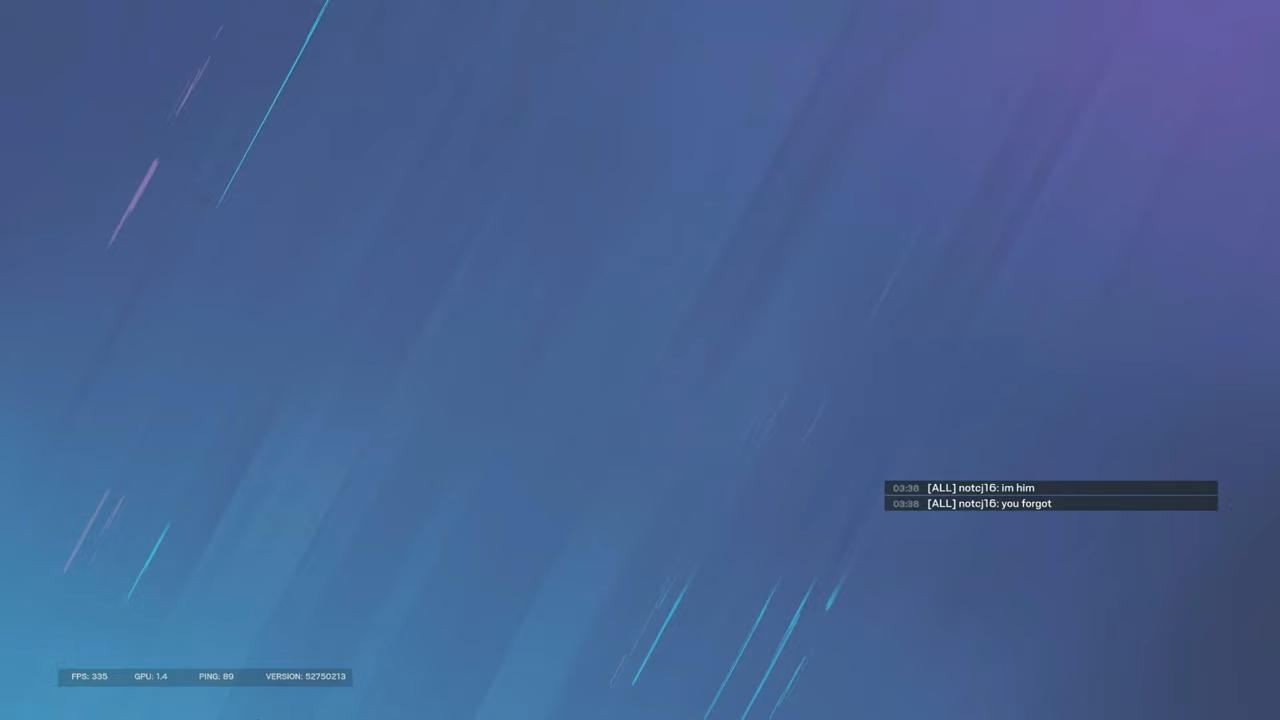 03:38 [ALL] notcj16: im him
03:38 [ALL] notcj16: you forgot
FPS: 335 GPU: 1.4 PING: 89 VERSION: 52750213